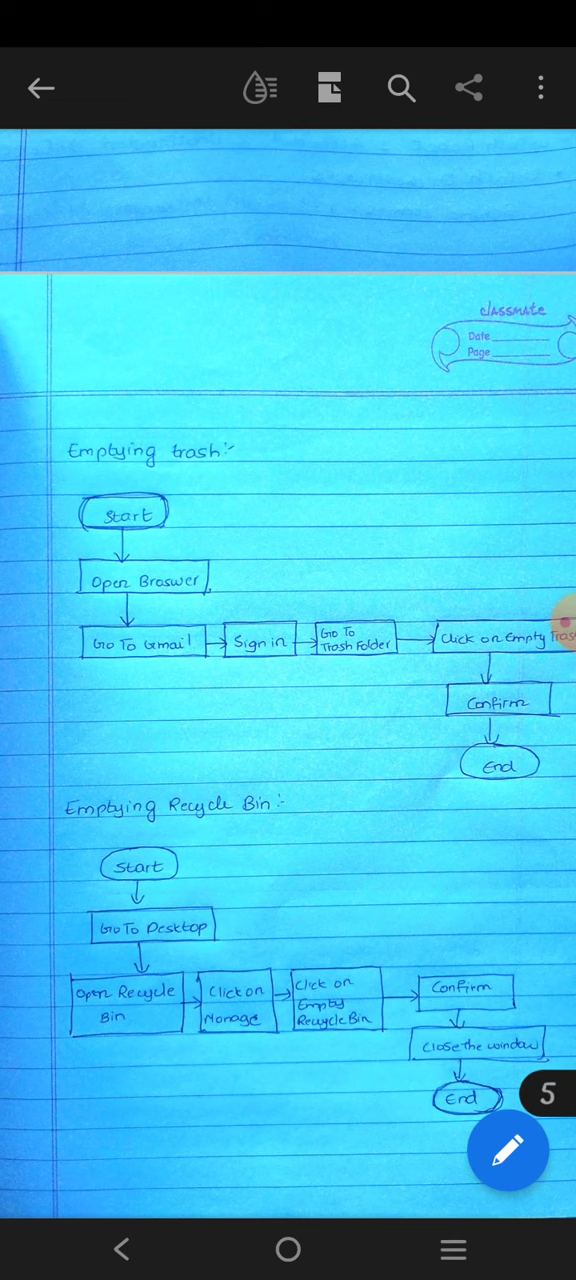 classmate
Date
Page
Emptying trash:-
Start
Open Braswer
Go To Gmail
Sign in
Go To
Trash Folder
Click on Empty Tras
Confirm
End
Emptying Recycle Bin:-
Start
Go To Desktop
Open Recycle
Bin
Click on
Manage
Click on
Empty
Recycle Bin
Confirm
Close the window
End
5